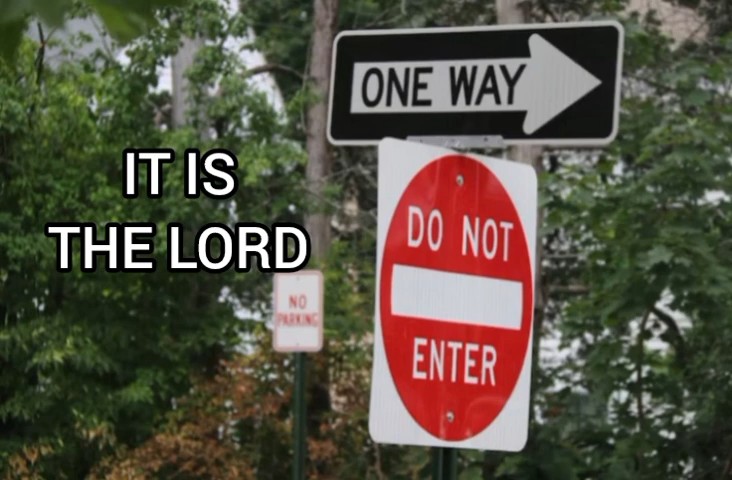 ONE WAY
DO NOT
ENTER
IT IS
THE LORD
NO
PARKING